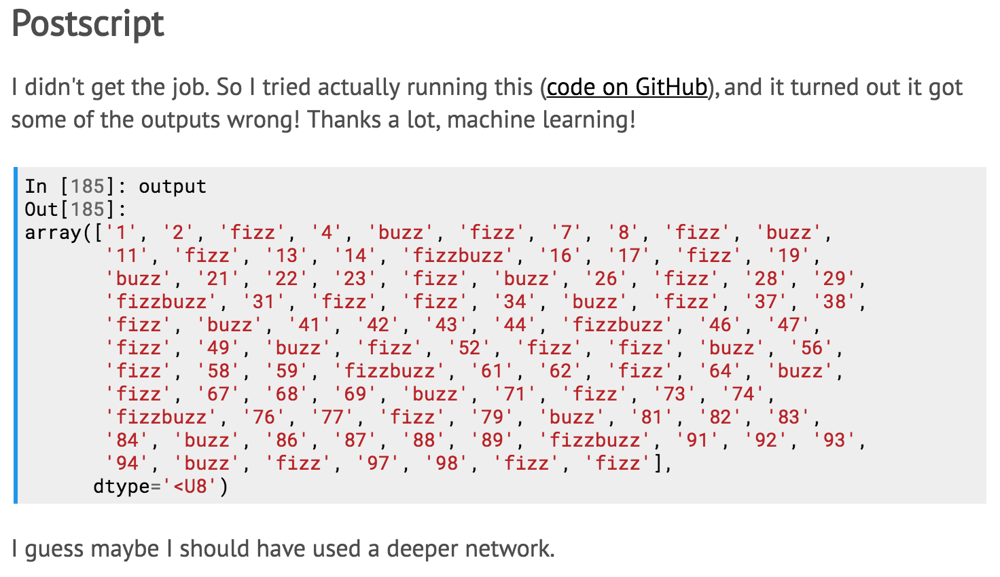 Postscript
I didn't get the job. So I tried actually running this (code on GitHub), and it turned out it got
some of the outputs wrong! Thanks a lot, machine learning!
In [185]: output
Out[185]:
array(['1', '2', 'fizz', '4', 'buzz', 'fizz', '7', '8', 'fizz', 'buzz',
'11', 'fizz', '13', '14', 'fizzbuzz', '16', '17', 'fizz', '19',
'buzz', '21', '22', '23', 'fizz', 'buzz', '26', 'fizz', '28', '29',
'fizzbuzz', '31', 'fizz', 'fizz', '34', 'buzz', 'fizz', '37', '38',
'fizz', 'buzz', '41', '42', '43', '44', 'fizzbuzz', '46', '47',
'fizz', '49', 'buzz', 'fizz', '52', 'fizz', 'fizz', 'buzz', '56',
'fizz', '58', '59', 'fizzbuzz', '61', '62', 'fizz', '64', 'buzz',
'fizz', '67', '68', '69', 'buzz', '71', 'fizz', '73', '74',
'fizzbuzz', '76', '77', 'fizz', '79', 'buzz', '81', '82', '83',
'84', 'buzz', '86', '87', '88', '89', 'fizzbuzz', '91', '92', '93',
'94', 'buzz', 'fizz', '97', '98', 'fizz', 'fizz'],
dtype='<U8')
I guess maybe I should have used a deeper network.